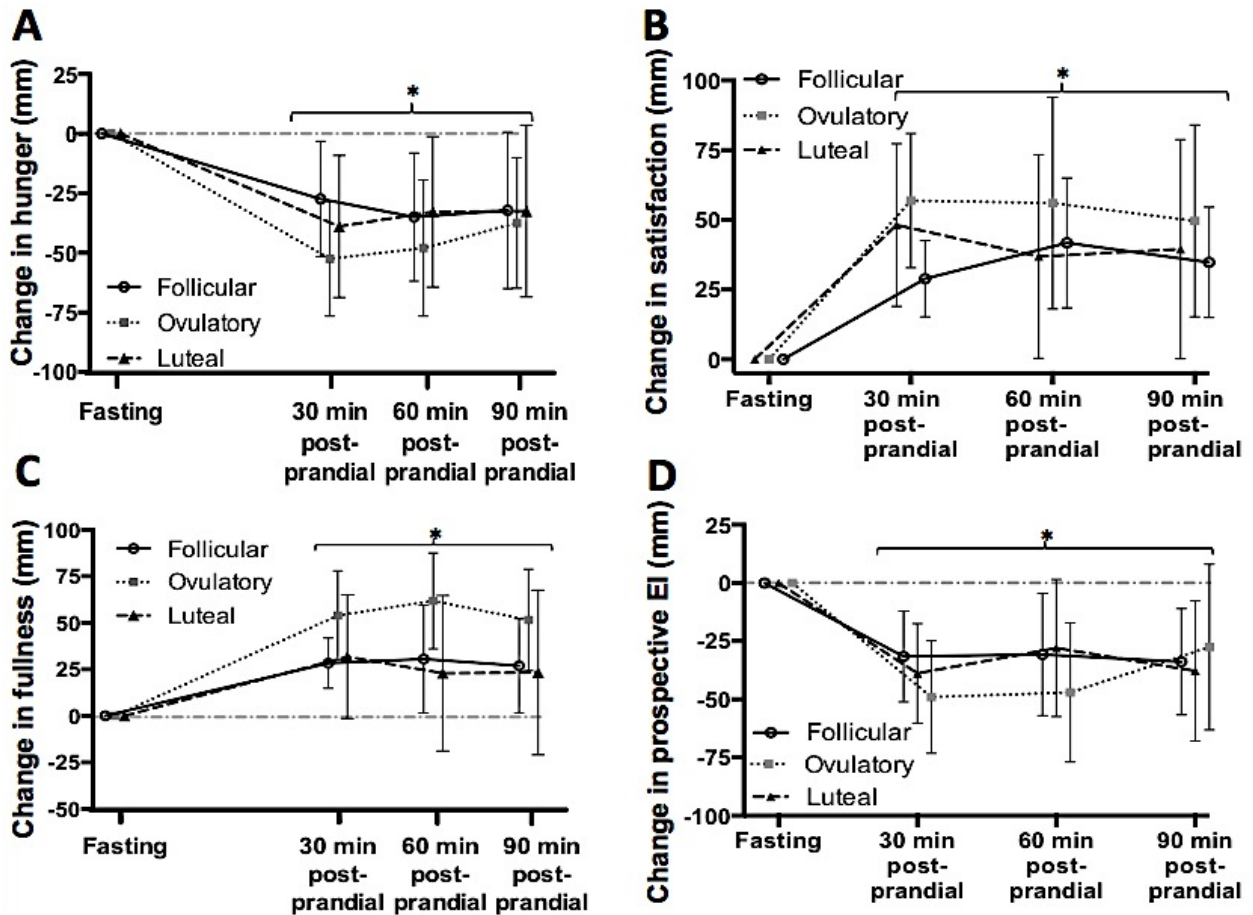 A
Change in hunger (mm)
25
0
-25
-50
-75
-100
*
Follicular
Ovulatory
Luteal
Fasting
30 min 60 min 90 min
post- post- post-
prandial prandial prandial
B
Change in satisfaction (mm)
100
75
50
25
0
*
Follicular
Ovulatory
Luteal
Fasting 30 min 60 min 90 min
post- post- post-
prandial prandial prandial
C
Change in fullness (mm)
100
75
50
25
0
-25
-50
*
Follicular
Ovulatory
Luteal
Fasting 30 min 60 min 90 min
post- post- post-
prandial prandial prandial
D
Change in prospective EI (mm)
25
0
-25
-50
-75
-100
*
Follicular
Ovulatory
Luteal
Fasting 30 min 60 min 90 min
post- post- post-
prandial prandial prandial